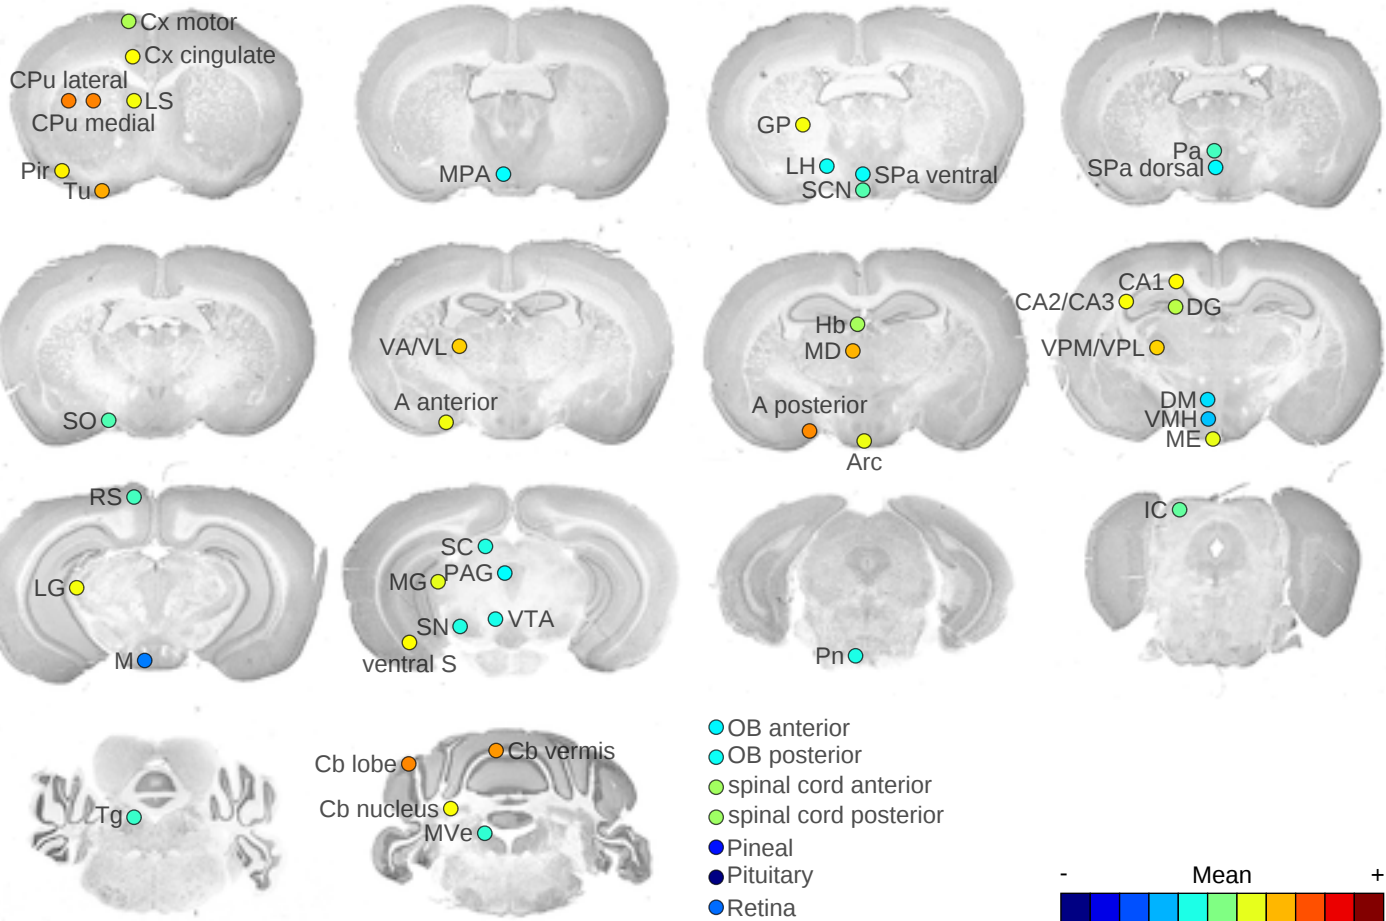 Cx motor
Cx cingulate
CPu lateral
LS
CPu medial
Pir
Tu
MPA
GP
LH
SPa ventral
SCN
Pa
SPa dorsal
SO
VA/VL
A anterior
Hb
MD
A posterior
Arc
CA1
CA2/CA3
DG
VPM/VPL
DM
VMH
ME
RS
LG
M
SC
MG
PAG
SN
VTA
ventral S
Pn
IC
Tg
Cb lobe
Cb vermis
Cb nucleus
MVe
OB anterior
OB posterior
spinal cord anterior
spinal cord posterior
Pineal
Pituitary
Retina
- Mean +